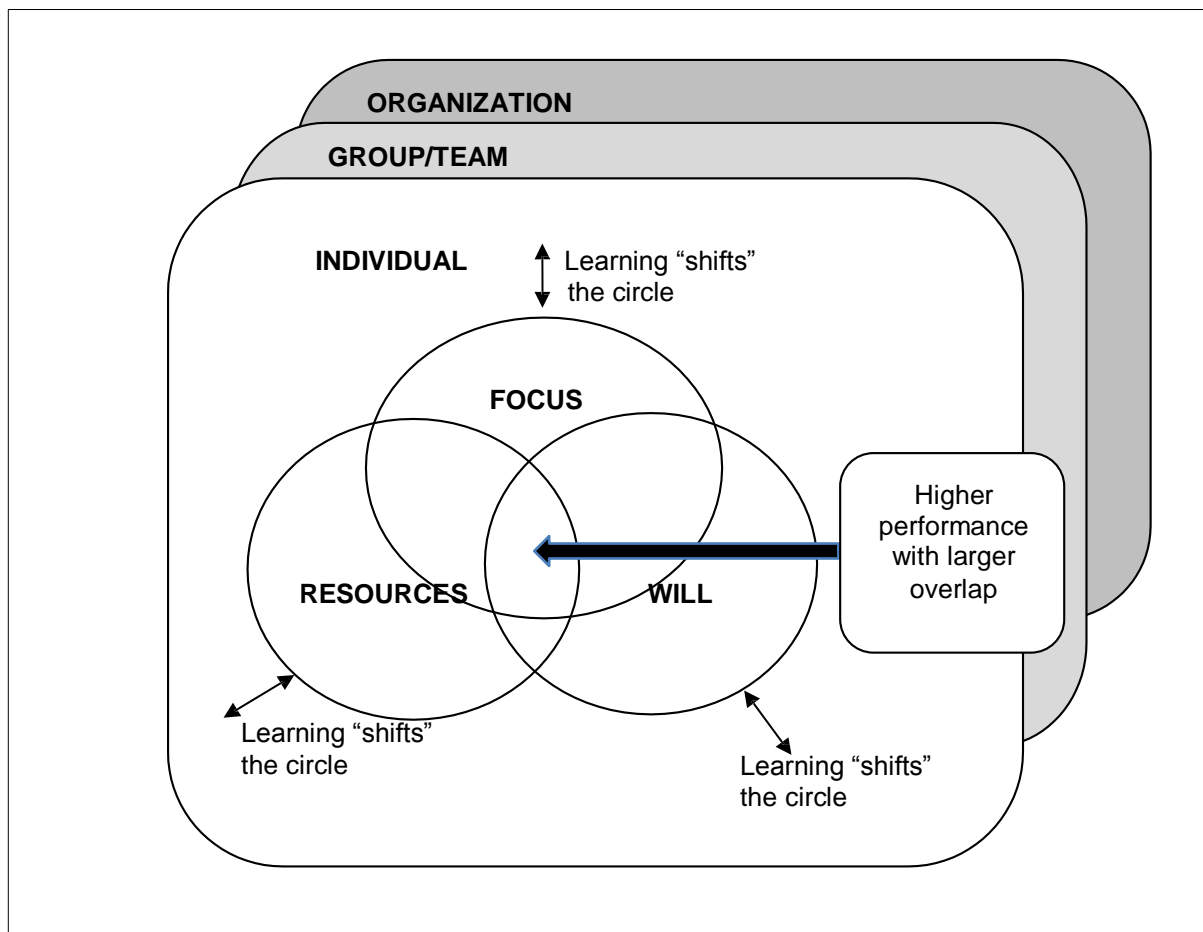 ORGANIZATION
GROUP/TEAM
INDIVIDUAL
Learning “shifts”
the circle
FOCUS
Higher
performance
with larger
overlap
RESOURCES
WILL
Learning “shifts”
the circle
Learning “shifts”
the circle